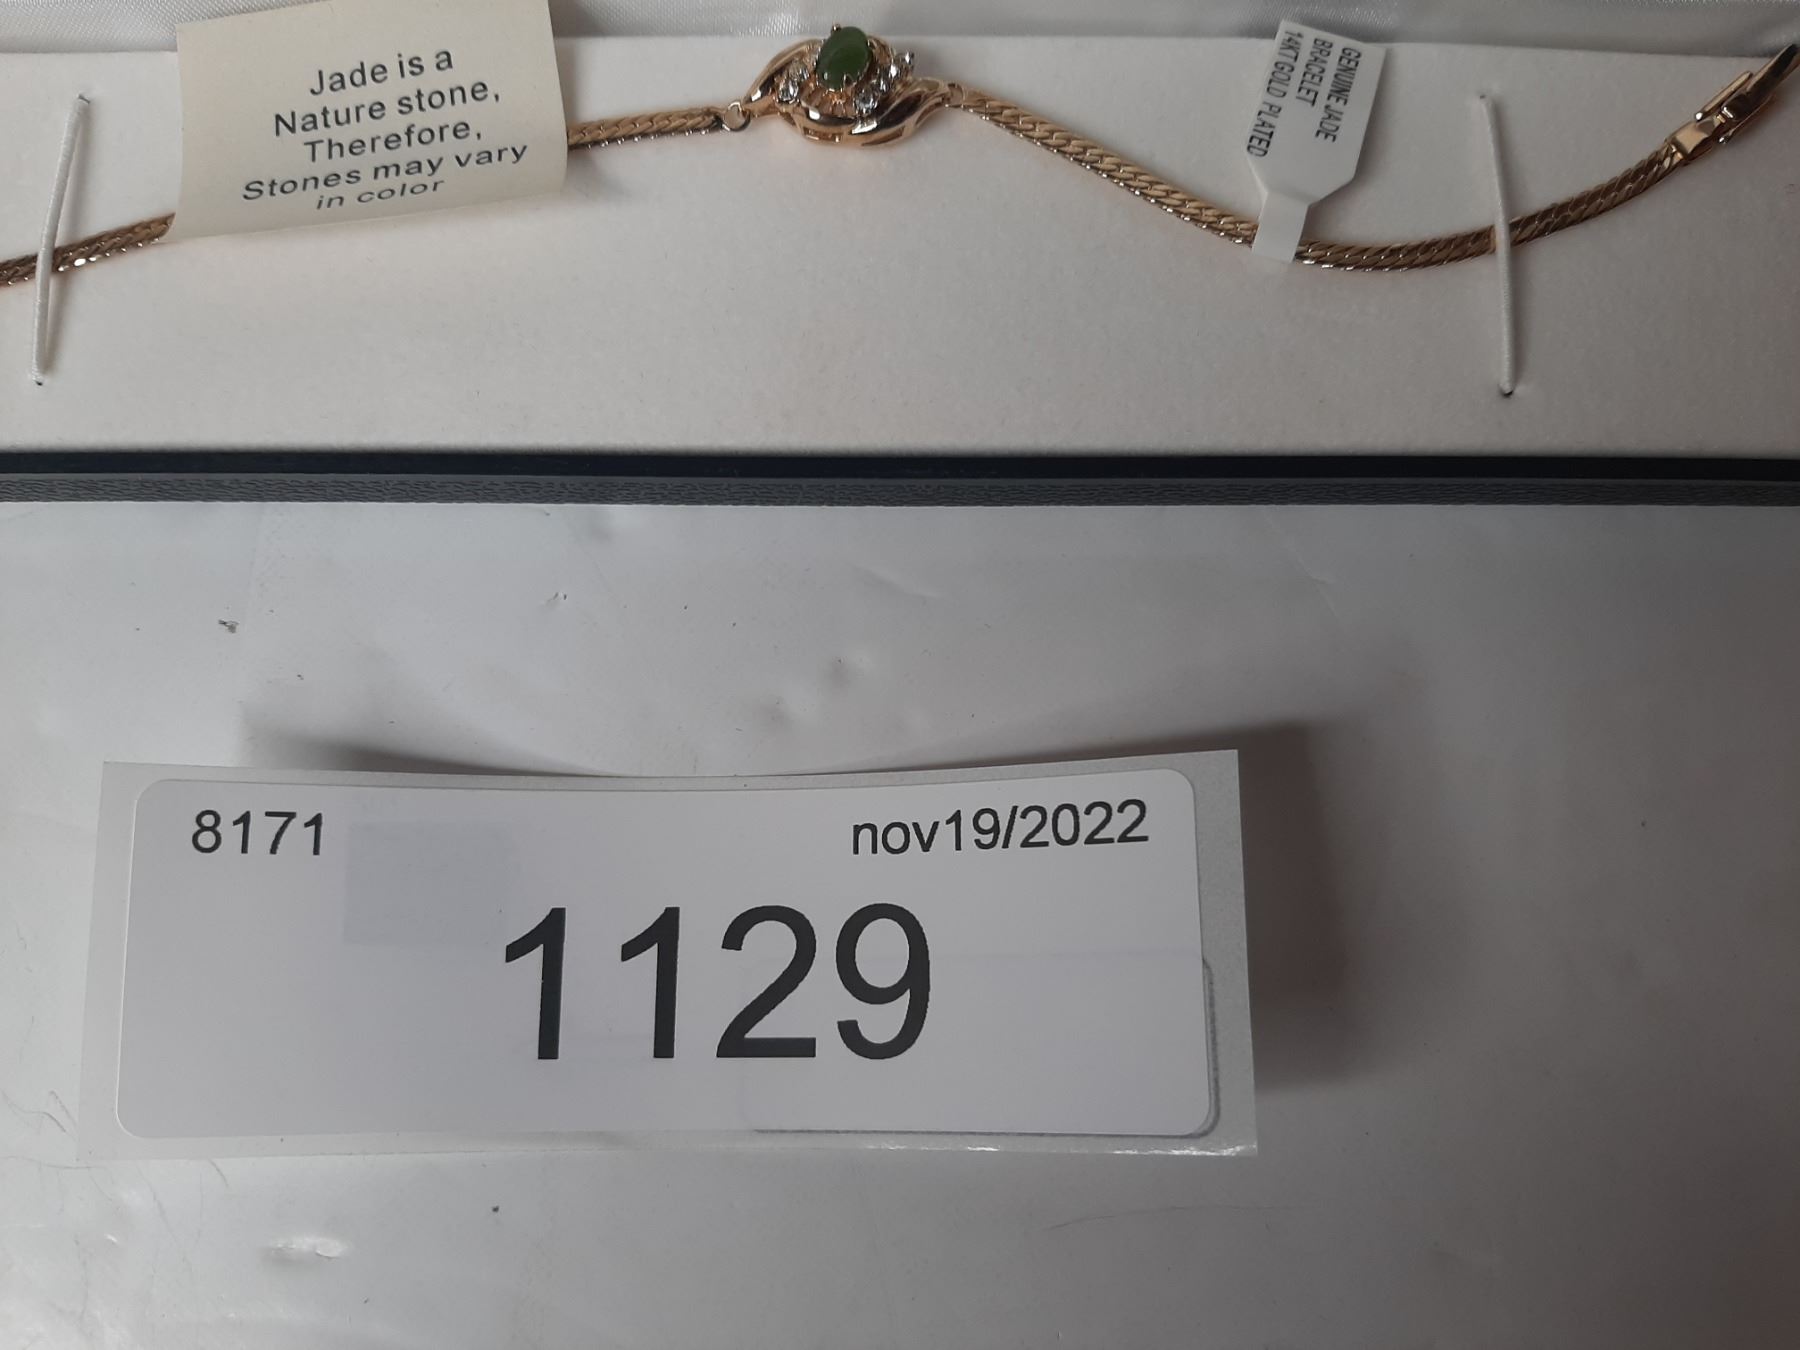 Jade is a
Nature stone,
Therefore,
Stones may vary
in color
GENUINE JADE
BRACELET
14KT GOLD PLATED
8171
nov19/2022
1129